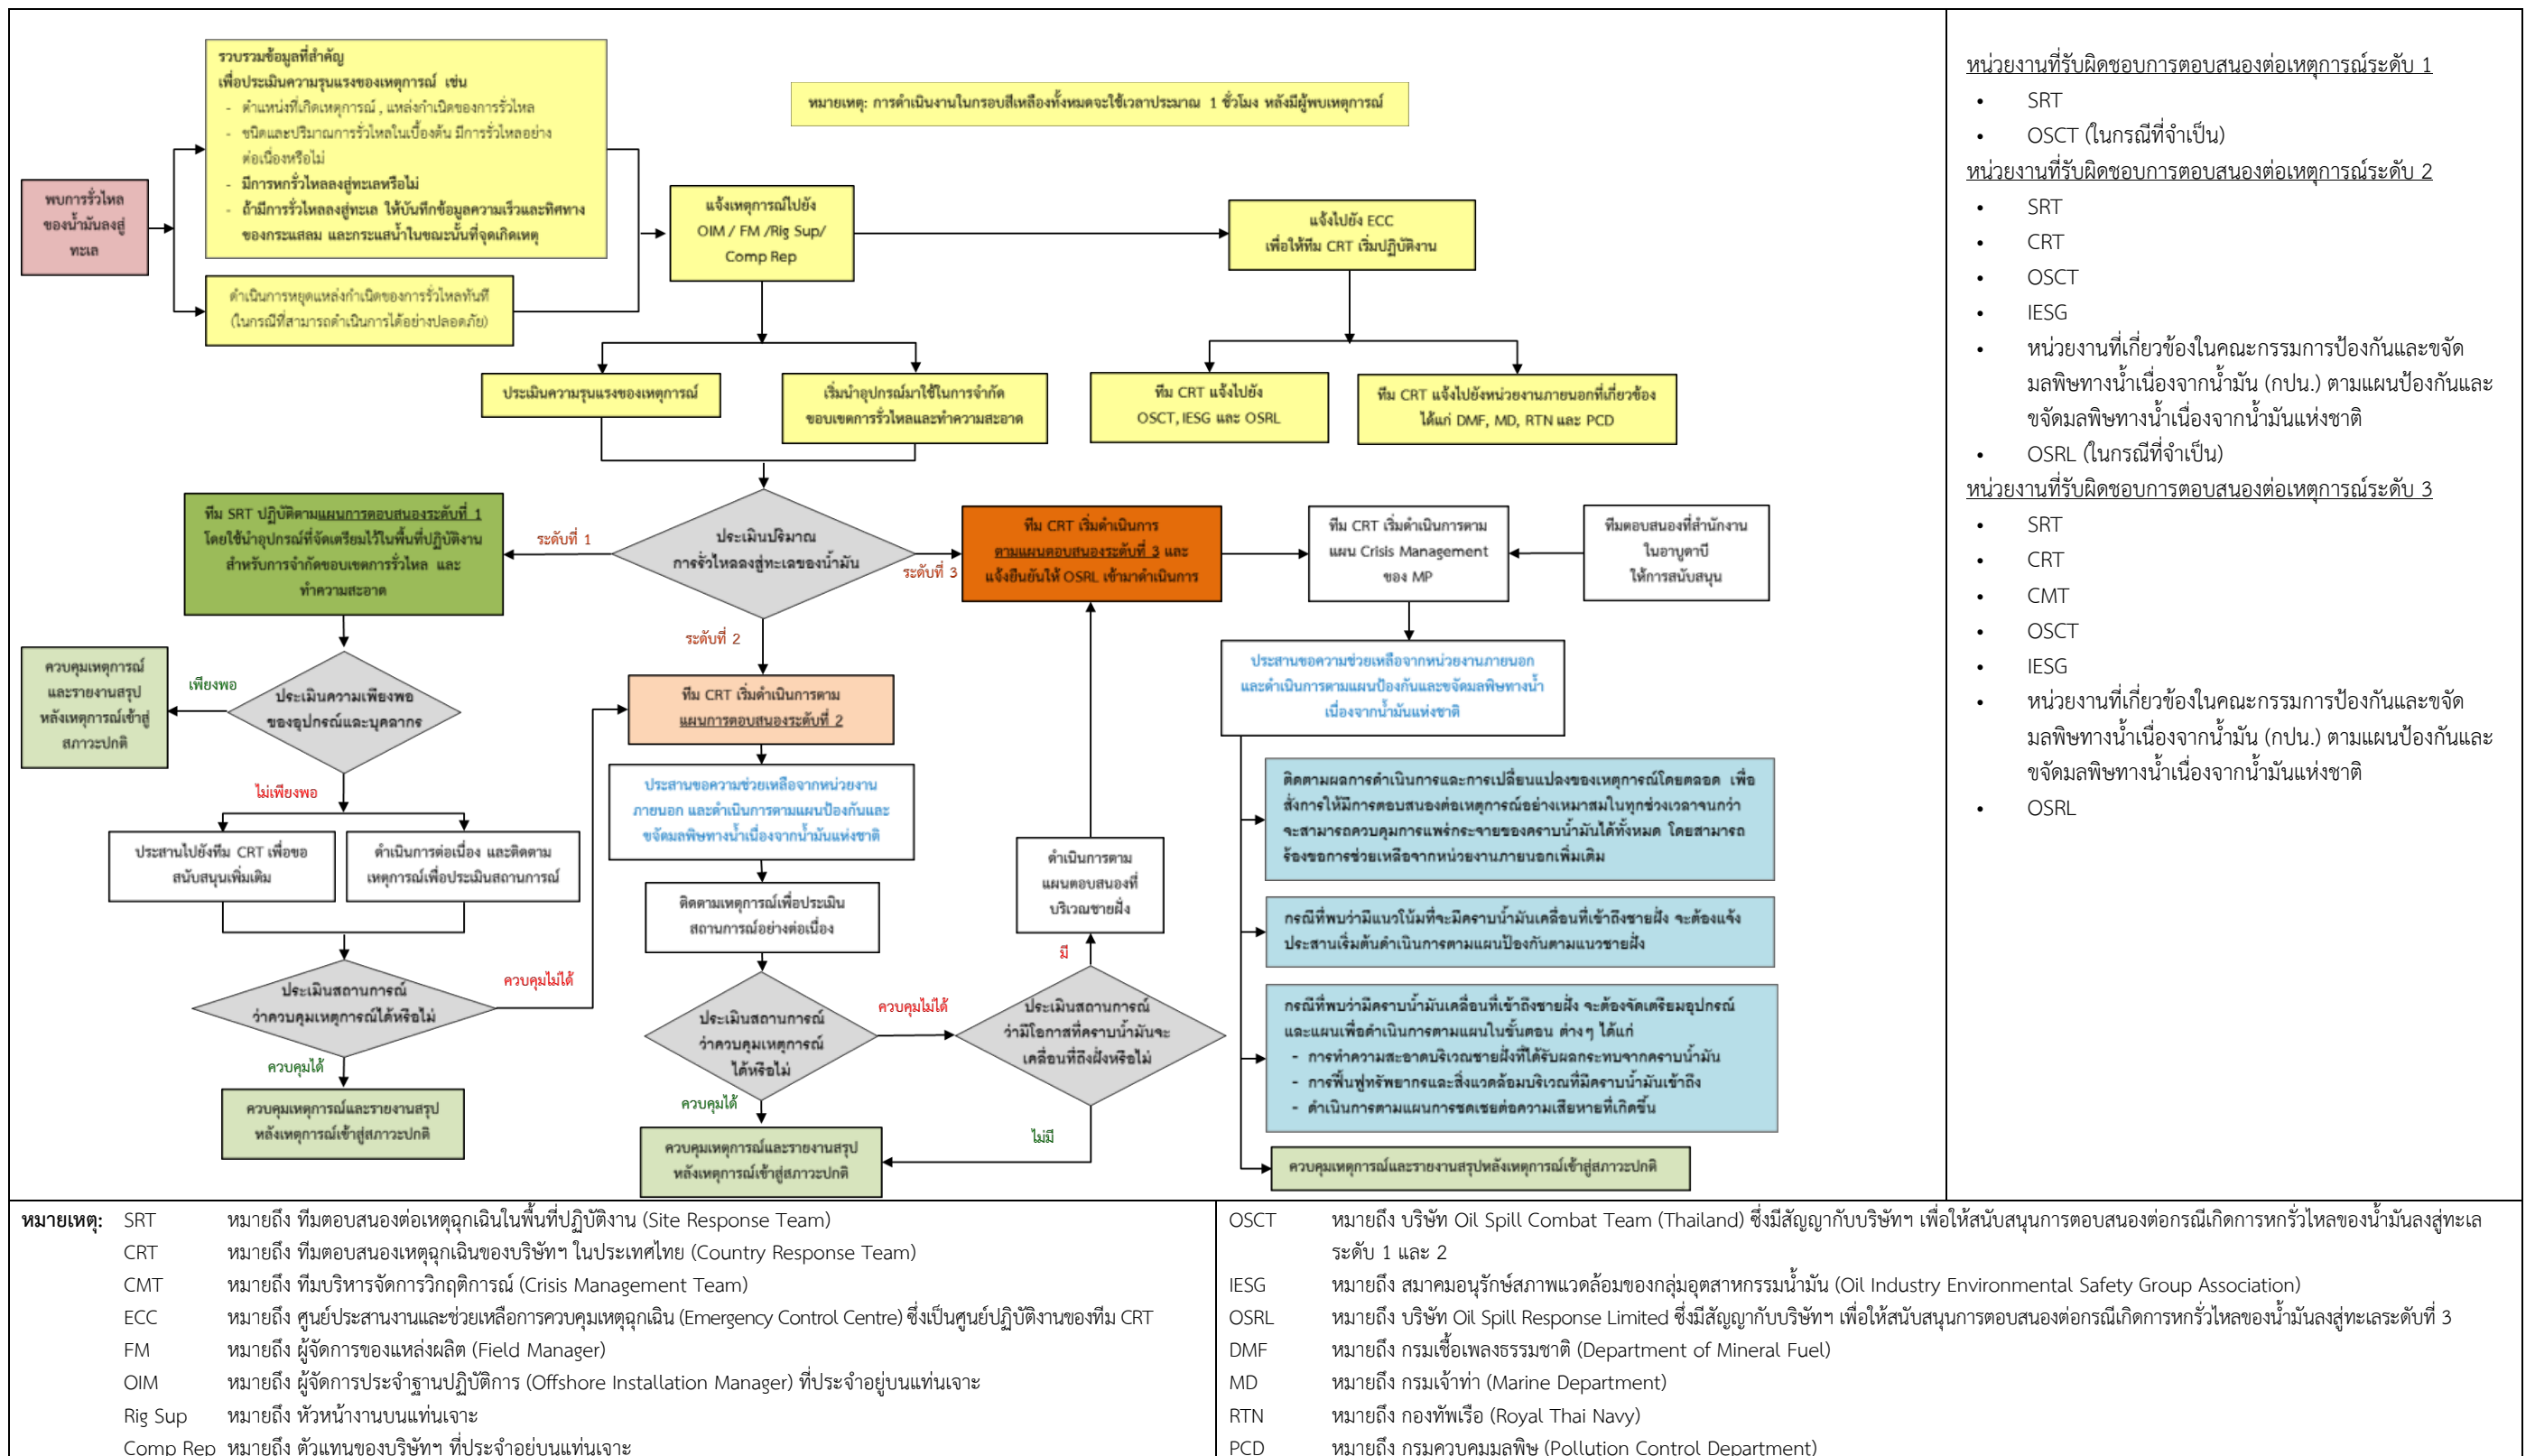 รวบรวมข้อมูลที่สำคัญ
เพื่อประเมินความรุนแรงของเหตุการณ์ เช่น
- ตำแหน่งที่เกิดเหตุการณ์ , แหล่งกำเนิดของการรั่วไหล
- ชนิดและปริมาณการรั่วไหลในเบื้องต้น มีการรั่วไหลอย่าง
ต่อเนื่องหรือไม่
- มีการหกรั่วไหลลงสู่ทะเลหรือไม่
- ถ้ามีการรั่วไหลลงสู่ทะเล ให้บันทึกข้อมูลความเร็วและทิศทาง
ของกระแสลม และกระแสน้ำในขณะนั้นที่จุดเกิดเหตุ
หมายเหตุ: การดำเนินงานในกรอบสีเหลืองทั้งหมดจะใช้เวลาประมาณ 1 ชั่วโมง หลังมีผู้พบเหตุการณ์
พบการรั่วไหล
ของน้ำมันลงสู่
ทะเล
ดำเนินการหยุดแหล่งกำเนิดของการรั่วไหลทันที
(ในกรณีที่สามารถดำเนินการได้อย่างปลอดภัย)
แจ้งเหตุการณ์ไปยัง
OIM / FM /Rig Sup/
Comp Rep
แจ้งไปยัง ECC
เพื่อให้ทีม CRT เริ่มปฏิบัติงาน
ประเมินความรุนแรงของเหตุการณ์
เริ่มนำอุปกรณ์มาใช้ในการจำกัด
ขอบเขตการรั่วไหลและทำความสะอาด
ทีม CRT แจ้งไปยัง
OSCT, IESG และ OSRL
ทีม CRT แจ้งไปยังหน่วยงานภายนอกที่เกี่ยวข้อง
ได้แก่ DMF, MD, RTN และ PCD
ทีม SRT ปฏิบัติตามแผนการตอบสนองระดับที่ 1
โดยใช้นำอุปกรณ์ที่จัดเตรียมไว้ในพื้นที่ปฏิบัติงาน
สำหรับการจำกัดขอบเขตการรั่วไหล และ
ทำความสะอาด
ระดับที่ 1
ประเมินปริมาณ
การรั่วไหลลงสู่ทะเลของน้ำมัน
ระดับที่ 3
ระดับที่ 2
ทีม CRT เริ่มดำเนินการ
ตามแผนตอบสนองระดับที่ 3 และ
แจ้งยืนยันให้ OSRL เข้ามาดำเนินการ
ทีม CRT เริ่มดำเนินการตาม
แผน Crisis Management
ของ MP
ทีมตอบสนองที่สำนักงาน
ในอาบูดาบี
ให้การสนับสนุน
ควบคุมเหตุการณ์
และรายงานสรุป
หลังเหตุการณ์เข้าสู่
สภาวะปกติ
เพียงพอ
ประเมินความเพียงพอ
ของอุปกรณ์และบุคลากร
ไม่เพียงพอ
ประสานไปยังทีม CRT เพื่อขอ
สนับสนุนเพิ่มเติม
ดำเนินการต่อเนื่อง และติดตาม
เหตุการณ์เพื่อประเมินสถานการณ์
ประเมินสถานการณ์
ว่าควบคุมเหตุการณ์ได้หรือไม่
ควบคุมไม่ได้
ควบคุมได้
ควบคุมเหตุการณ์และรายงานสรุป
หลังเหตุการณ์เข้าสู่สภาวะปกติ
ทีม CRT เริ่มดำเนินการตาม
แผนการตอบสนองระดับที่ 2
ประสานขอความช่วยเหลือจากหน่วยงาน
ภายนอก และดำเนินการตามแผนป้องกันและ
ขจัดมลพิษทางน้ำเนื่องจากน้ำมันแห่งชาติ
ติดตามเหตุการณ์เพื่อประเมิน
สถานการณ์อย่างต่อเนื่อง
ประเมินสถานการณ์
ว่าควบคุมเหตุการณ์
ได้หรือไม่
ควบคุมไม่ได้
ควบคุมได้
ควบคุมเหตุการณ์และรายงานสรุป
หลังเหตุการณ์เข้าสู่สภาวะปกติ
ดำเนินการตาม
แผนตอบสนองที่
บริเวณชายฝั่ง
มี
ประเมินสถานการณ์
ว่ามีโอกาสที่คราบน้ำมันจะ
เคลื่อนที่ถึงฝั่งหรือไม่
ไม่มี
ประสานขอความช่วยเหลือจากหน่วยงานภายนอก
และดำเนินการตามแผนป้องกันและขจัดมลพิษทางน้ำ
เนื่องจากน้ำมันแห่งชาติ
ติดตามผลการดำเนินการและการเปลี่ยนแปลงของเหตุการณ์โดยตลอด เพื่อ
สั่งการให้มีการตอบสนองต่อเหตุการณ์อย่างเหมาสมในทุกช่วงเวลาจนกว่า
จะสามารถควบคุมการแพร่กระจายของคราบน้ำมันได้ทั้งหมด โดยสามารถ
ร้องขอการช่วยเหลือจากหน่วยงานภายนอกเพิ่มเติม
กรณีที่พบว่ามีแนวโน้มที่จะมีคราบน้ำมันเคลื่อนที่เข้าถึงชายฝั่ง จะต้องแจ้ง
ประสานเริ่มต้นดำเนินการตามแผนป้องกันตามแนวชายฝั่ง
กรณีที่พบว่ามีคราบน้ำมันเคลื่อนที่เข้าถึงชายฝั่ง จะต้องจัดเตรียมอุปกรณ์
และแผนเพื่อดำเนินการตามแผนในขั้นตอน ต่างๆ ได้แก่
- การทำความสะอาดบริเวณชายฝั่งที่ได้รับผลกระทบจากคราบน้ำมัน
- การฟื้นฟูทรัพยากรและสิ่งแวดล้อมบริเวณที่มีคราบน้ำมันเข้าถึง
- ดำเนินการตามแผนการชดเชยต่อความเสียหายที่เกิดขึ้น
ควบคุมเหตุการณ์และรายงานสรุปหลังเหตุการณ์เข้าสู่สภาวะปกติ
หน่วยงานที่รับผิดชอบการตอบสนองต่อเหตุการณ์ระดับ 1
• SRT
• OSCT (ในกรณีที่จำเป็น)
หน่วยงานที่รับผิดชอบการตอบสนองต่อเหตุการณ์ระดับ 2
• SRT
• CRT
• OSCT
• IESG
• หน่วยงานที่เกี่ยวข้องในคณะกรรมการป้องกันและขจัด
มลพิษทางน้ำเนื่องจากน้ำมัน (กปน.) ตามแผนป้องกันและ
ขจัดมลพิษทางน้ำเนื่องจากน้ำมันแห่งชาติ
• OSRL (ในกรณีที่จำเป็น)
หน่วยงานที่รับผิดชอบการตอบสนองต่อเหตุการณ์ระดับ 3
• SRT
• CRT
• CMT
• OSCT
• IESG
• หน่วยงานที่เกี่ยวข้องในคณะกรรมการป้องกันและขจัด
มลพิษทางน้ำเนื่องจากน้ำมัน (กปน.) ตามแผนป้องกันและ
ขจัดมลพิษทางน้ำเนื่องจากน้ำมันแห่งชาติ
• OSRL
หมายเหตุ: SRT หมายถึง ทีมตอบสนองต่อเหตุฉุกเฉินในพื้นที่ปฏิบัติงาน (Site Response Team)
CRT หมายถึง ทีมตอบสนองเหตุฉุกเฉินของบริษัทฯ ในประเทศไทย (Country Response Team)
CMT หมายถึง ทีมบริหารจัดการวิกฤติการณ์ (Crisis Management Team)
ECC หมายถึง ศูนย์ประสานงานและช่วยเหลือการควบคุมเหตุฉุกเฉิน (Emergency Control Centre) ซึ่งเป็นศูนย์ปฏิบัติงานของทีม CRT
FM หมายถึง ผู้จัดการของแหล่งผลิต (Field Manager)
OIM หมายถึง ผู้จัดการประจำฐานปฏิบัติการ (Offshore Installation Manager) ที่ประจำอยู่บนแท่นเจาะ
Rig Sup หมายถึง หัวหน้างานบนแท่นเจาะ
Comp Rep หมายถึง ตัวแทนของบริษัทฯ ที่ประจำอยู่บนแท่นเจาะ
OSCT หมายถึง บริษัท Oil Spill Combat Team (Thailand) ซึ่งมีสัญญากับบริษัทฯ เพื่อให้สนับสนุนการตอบสนองต่อกรณีเกิดการหกรั่วไหลของน้ำมันลงสู่ทะเล
ระดับ 1 และ 2
IESG หมายถึง สมาคมอนุรักษ์สภาพแวดล้อมของกลุ่มอุตสาหกรรมน้ำมัน (Oil Industry Environmental Safety Group Association)
OSRL หมายถึง บริษัท Oil Spill Response Limited ซึ่งมีสัญญากับบริษัทฯ เพื่อให้สนับสนุนการตอบสนองต่อกรณีเกิดการหกรั่วไหลของน้ำมันลงสู่ทะเลระดับที่ 3
DMF หมายถึง กรมเชื้อเพลงธรรมชาติ (Department of Mineral Fuel)
MD หมายถึง กรมเจ้าท่า (Marine Department)
RTN หมายถึง กองทัพเรือ (Royal Thai Navy)
PCD หมายถึง กรมควบคุมมลพิษ (Pollution Control Department)